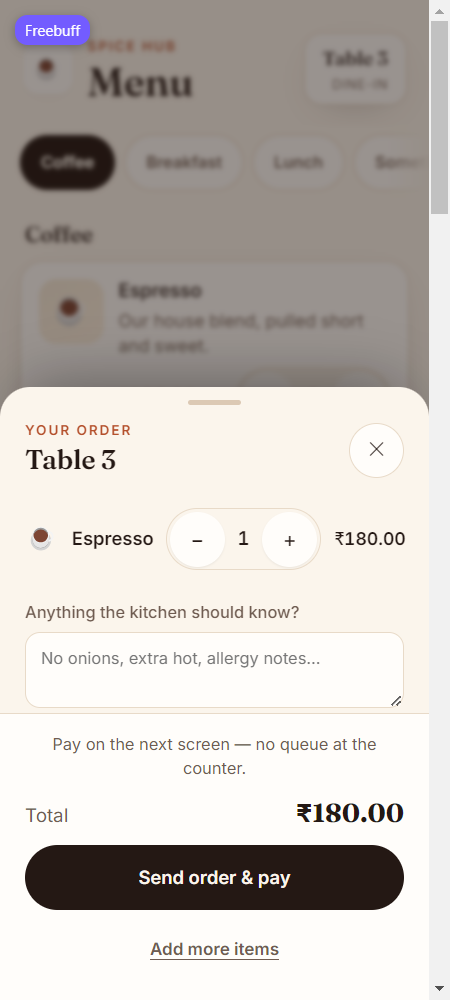 Freebuff
SPICE HUB
Menu
Table 3
DINE-IN
Coffee
Breakfast
Lunch
Coffee
Espresso
Our house blend, pulled short
and sweet.
YOUR ORDER
Table 3
Espresso
− 1 +
₹180.00
Anything the kitchen should know?
No onions, extra hot, allergy notes...
Pay on the next screen — no queue at the
counter.
Total
₹180.00
Send order & pay
Add more items